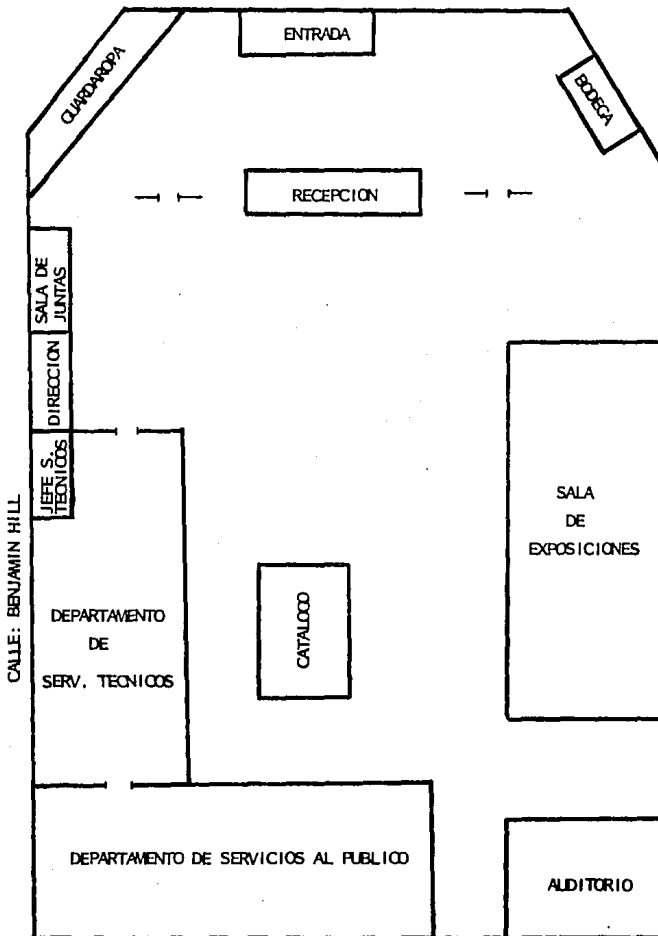 ENTRADA
GUARDAROPA
BODEGA
RECEPCION
SALA DE
JUNTAS
DIRECCION
JEFE S.
TECNICOS
CALLE: BENJAMIN HILL
SALA
DE
EXPOSICIONES
CATALOGO
DEPARTAMENTO
DE
SERV. TECNICOS
DEPARTAMENTO DE SERVICIOS AL PUBLICO
AUDITORIO